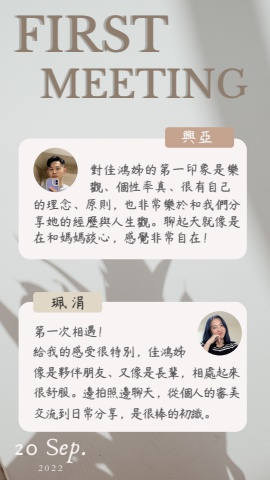 FIRST
MEETING
興亞
對佳鴻姊的第一印象是樂
觀、個性率真、很有自己
的理念、原則，也非常樂於和我們分
享她的經歷與人生觀。聊起天就像是
在和媽媽談心，感覺非常自在！
珮涓
第一次相遇！
給我的感受很特別，佳鴻姊
像是夥伴朋友、又像是長輩，相處起來
很舒服。邊拍照邊聊天，從個人的審美
交流到日常分享，是很棒的初識。
20 Sep.
2022